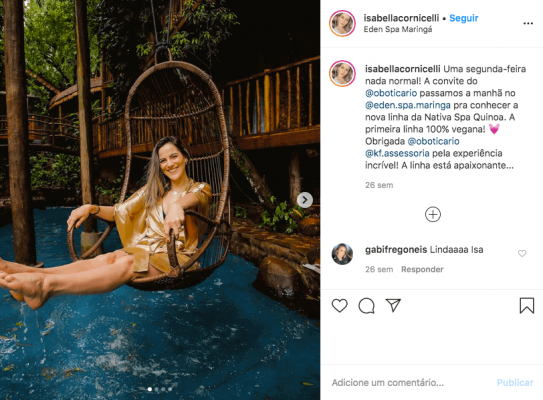 isabellacornicelli • Seguir
Eden Spa Maringá
isabellacornicelli Uma segunda-feira
nada normal! A convite do
@oboticario passamos a manhã no
@eden.spa.maringa pra conhecer a
nova linha da Nativa Spa Quinoa. A
primeira linha 100% vegana! 💓
Obrigada @oboticario
@kf.assessoria pela experiência
incrível! A linha está apaixonante...
26 sem
gabifregoneis Lindaaaa Isa
26 sem Responder
Adicione um comentário... Publicar